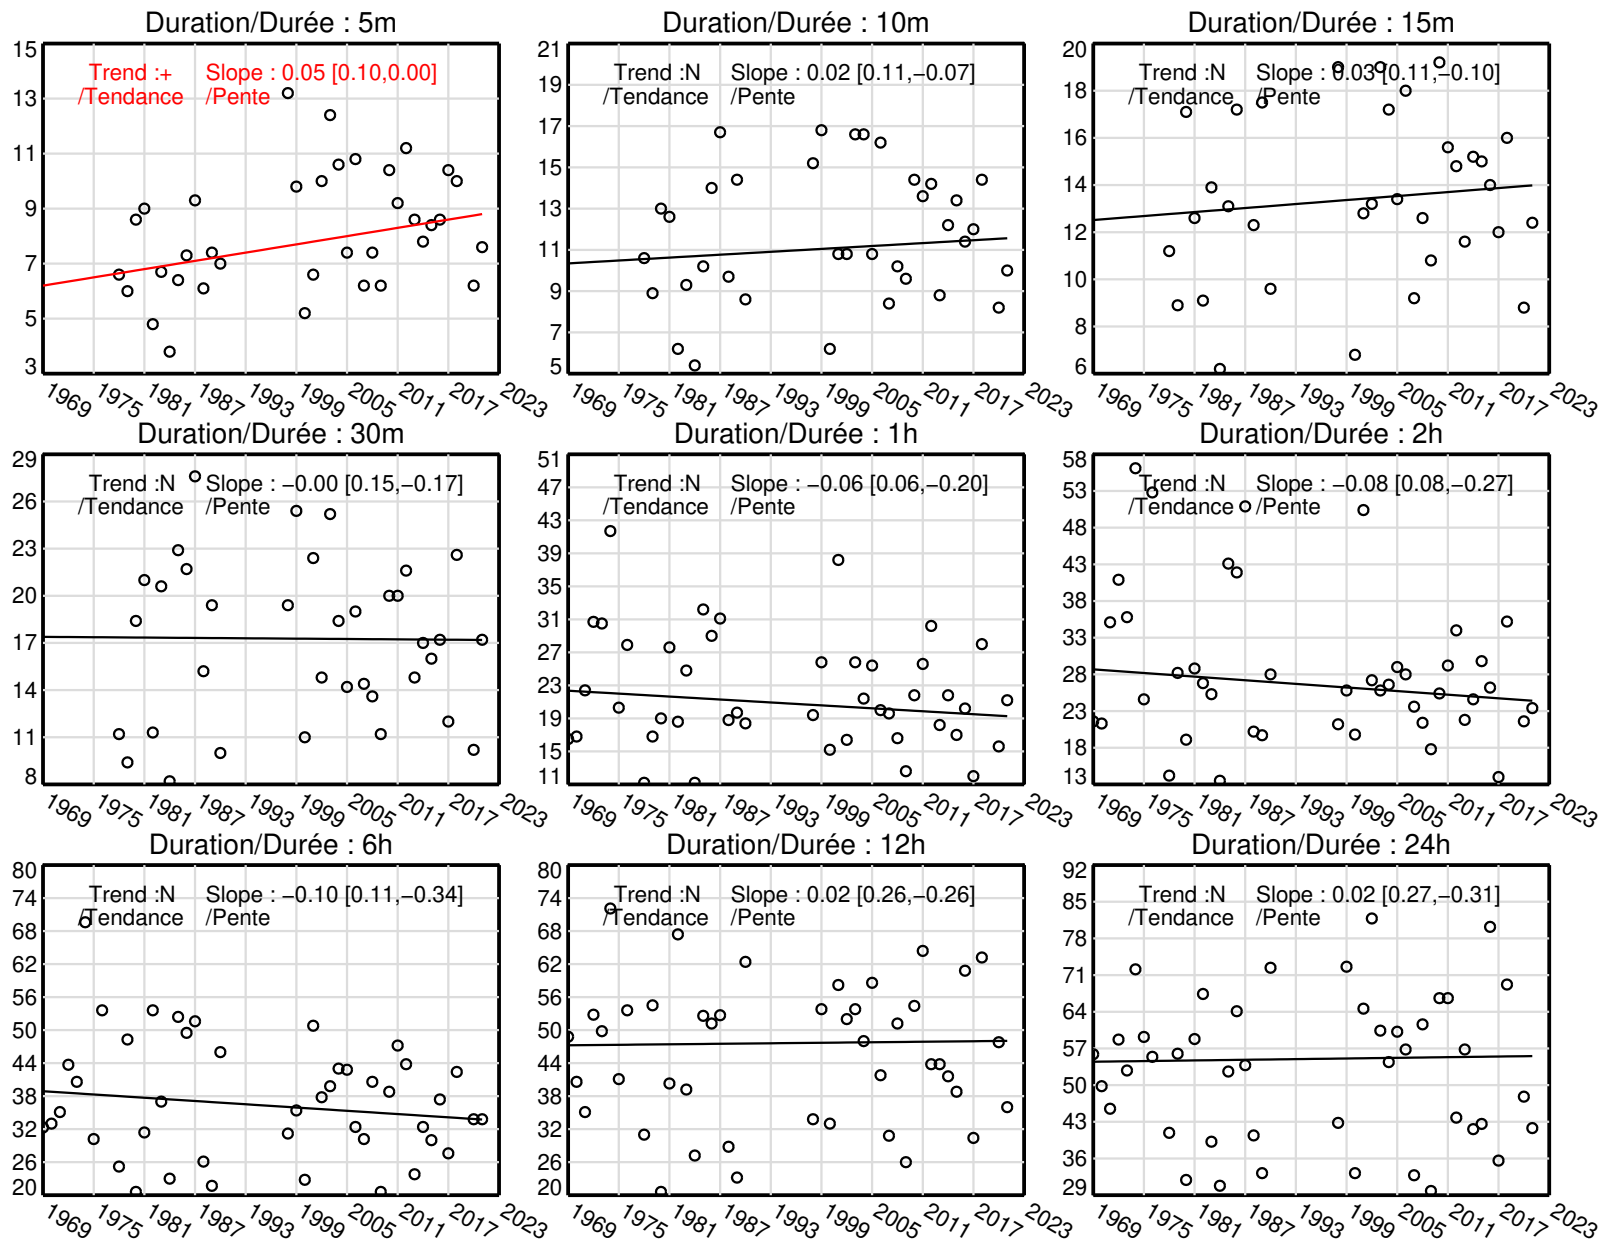 Duration/Durée : 5m
Trend :+ Slope : 0.05 [0.10,0.00]
/Tendance /Pente
15
13
11
9
7
5
3
1969 1975 1981 1987 1993 1999 2005 2011 2017 2023
Duration/Durée : 10m
Trend :N Slope : 0.02 [0.11,−0.07]
/Tendance /Pente
21
19
17
15
13
11
9
7
5
1969 1975 1981 1987 1993 1999 2005 2011 2017 2023
Duration/Durée : 15m
Trend :N Slope : 0.03 [0.11,−0.10]
/Tendance /Pente
20
18
16
14
12
10
8
6
1969 1975 1981 1987 1993 1999 2005 2011 2017 2023
Duration/Durée : 30m
Trend :N Slope : −0.00 [0.15,−0.17]
/Tendance /Pente
29
26
23
20
17
14
11
8
1969 1975 1981 1987 1993 1999 2005 2011 2017 2023
Duration/Durée : 1h
Trend :N Slope : −0.06 [0.06,−0.20]
/Tendance /Pente
51
47
43
39
35
31
27
23
19
15
11
1969 1975 1981 1987 1993 1999 2005 2011 2017 2023
Duration/Durée : 2h
Trend :N Slope : −0.08 [0.08,−0.27]
/Tendance /Pente
58
53
48
43
38
33
28
23
18
13
1969 1975 1981 1987 1993 1999 2005 2011 2017 2023
Duration/Durée : 6h
Trend :N Slope : −0.10 [0.11,−0.34]
/Tendance /Pente
80
74
68
62
56
50
44
38
32
26
20
1969 1975 1981 1987 1993 1999 2005 2011 2017 2023
Duration/Durée : 12h
Trend :N Slope : 0.02 [0.26,−0.26]
/Tendance /Pente
80
74
68
62
56
50
44
38
32
26
20
1969 1975 1981 1987 1993 1999 2005 2011 2017 2023
Duration/Durée : 24h
Trend :N Slope : 0.02 [0.27,−0.31]
/Tendance /Pente
92
85
78
71
64
57
50
43
36
29
1969 1975 1981 1987 1993 1999 2005 2011 2017 2023